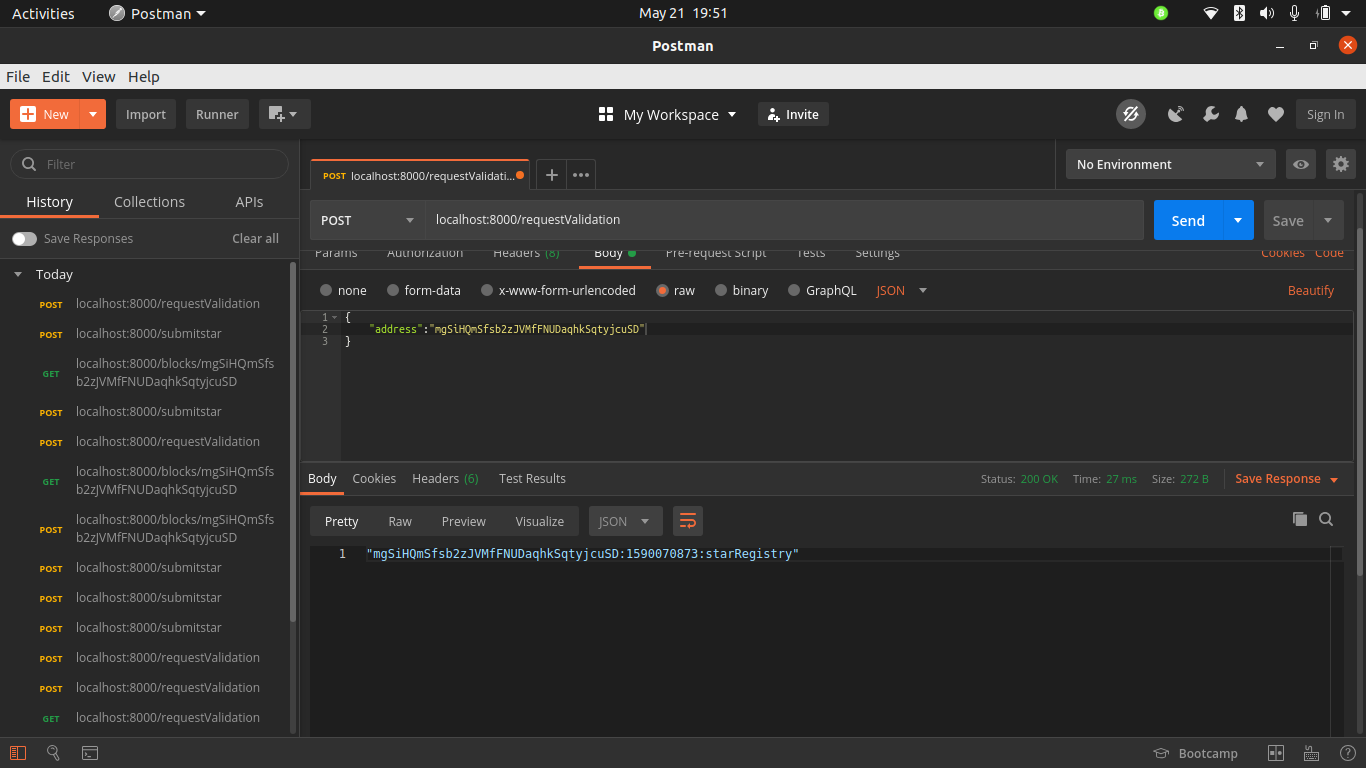 Activities Postman May 21 19:51
Postman
File Edit View Help
New Import Runner My Workspace Invite Sign In
Filter
History Collections APIs
Save Responses Clear all
Today
POST localhost:8000/requestValidation
POST localhost:8000/submitstar
GET localhost:8000/blocks/mgSiHQmSfs
b2zJVMfFNUDaqhkSqtyjcuSD
POST localhost:8000/submitstar
POST localhost:8000/requestValidation
GET localhost:8000/blocks/mgSiHQmSfs
b2zJVMfFNUDaqhkSqtyjcuSD
POST localhost:8000/blocks/mgSiHQmSfs
b2zJVMfFNUDaqhkSqtyjcuSD
POST localhost:8000/submitstar
POST localhost:8000/submitstar
POST localhost:8000/submitstar
POST localhost:8000/requestValidation
POST localhost:8000/requestValidation
GET localhost:8000/requestValidation
POST localhost:8000/requestValidati... No Environment
POST localhost:8000/requestValidation Send Save
Params Authorization Headers (8) Body Pre-request Script Tests Settings Cookies Code
none form-data x-www-form-urlencoded raw binary GraphQL JSON Beautify
1 {
2 "address":"mgSiHQmSfsb2zJVMfFNUDaqhkSqtyjcuSD"
3 }
Body Cookies Headers (6) Test Results Status: 200 OK Time: 27 ms Size: 272 B Save Response
Pretty Raw Preview Visualize JSON
1 "mgSiHQmSfsb2zJVMfFNUDaqhkSqtyjcuSD:1590070873:starRegistry"
Bootcamp